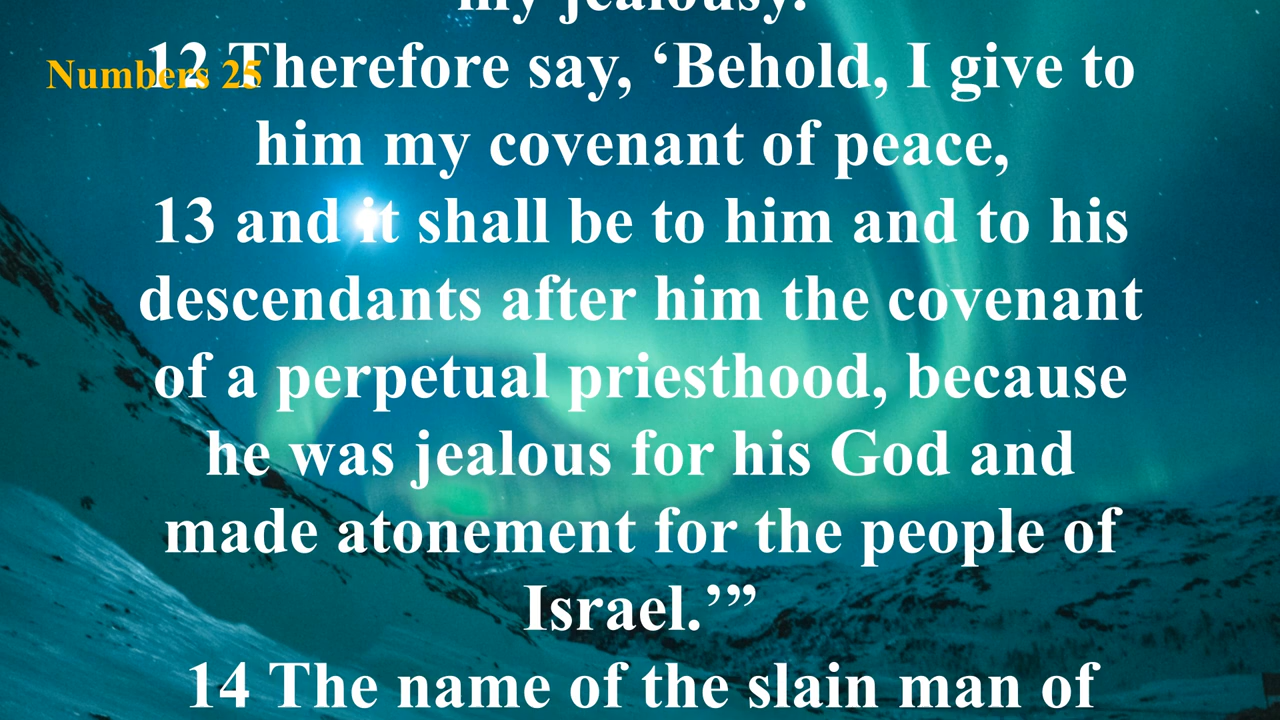 my jealousy.
Numbers 25
12 Therefore say, ‘Behold, I give to
him my covenant of peace,
13 and it shall be to him and to his
descendants after him the covenant
of a perpetual priesthood, because
he was jealous for his God and
made atonement for the people of
Israel.’”
14 The name of the slain man of